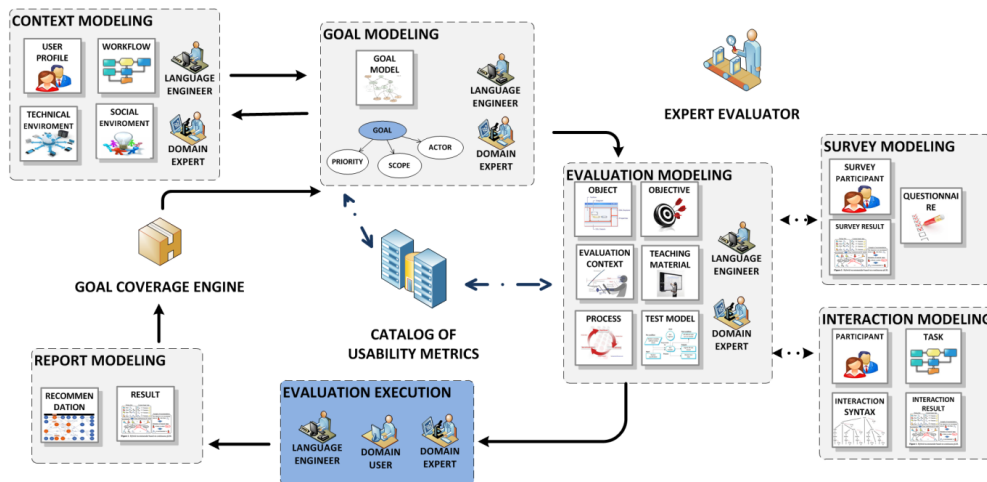 CONTEXT MODELING
USER
PROFILE
WORKFLOW
LANGUAGE
ENGINEER
TECHNICAL
ENVIROMENT
SOCIAL
ENVIROMENT
DOMAIN
EXPERT
GOAL MODELING
GOAL
MODEL
LANGUAGE
ENGINEER
GOAL
PRIORITY
SCOPE
ACTOR
DOMAIN
EXPERT
EXPERT EVALUATOR
EVALUATION MODELING
OBJECT
OBJECTIVE
EVALUATION
CONTEXT
TEACHING
MATERIAL
LANGUAGE
ENGINEER
PROCESS
TEST MODEL
DOMAIN
EXPERT
SURVEY MODELING
SURVEY
PARTICIPANT
QUESTIONNAI
RE
SURVEY RESULT
INTERACTION MODELING
PARTICIPANT
TASK
INTERACTION
SYNTAX
INTERACTION
RESULT
GOAL COVERAGE ENGINE
CATALOG OF
USABILITY METRICS
REPORT MODELING
RECOMMEN
DATION
RESULT
EVALUATION EXECUTION
LANGUAGE
ENGINEER
DOMAIN
USER
DOMAIN
EXPERT